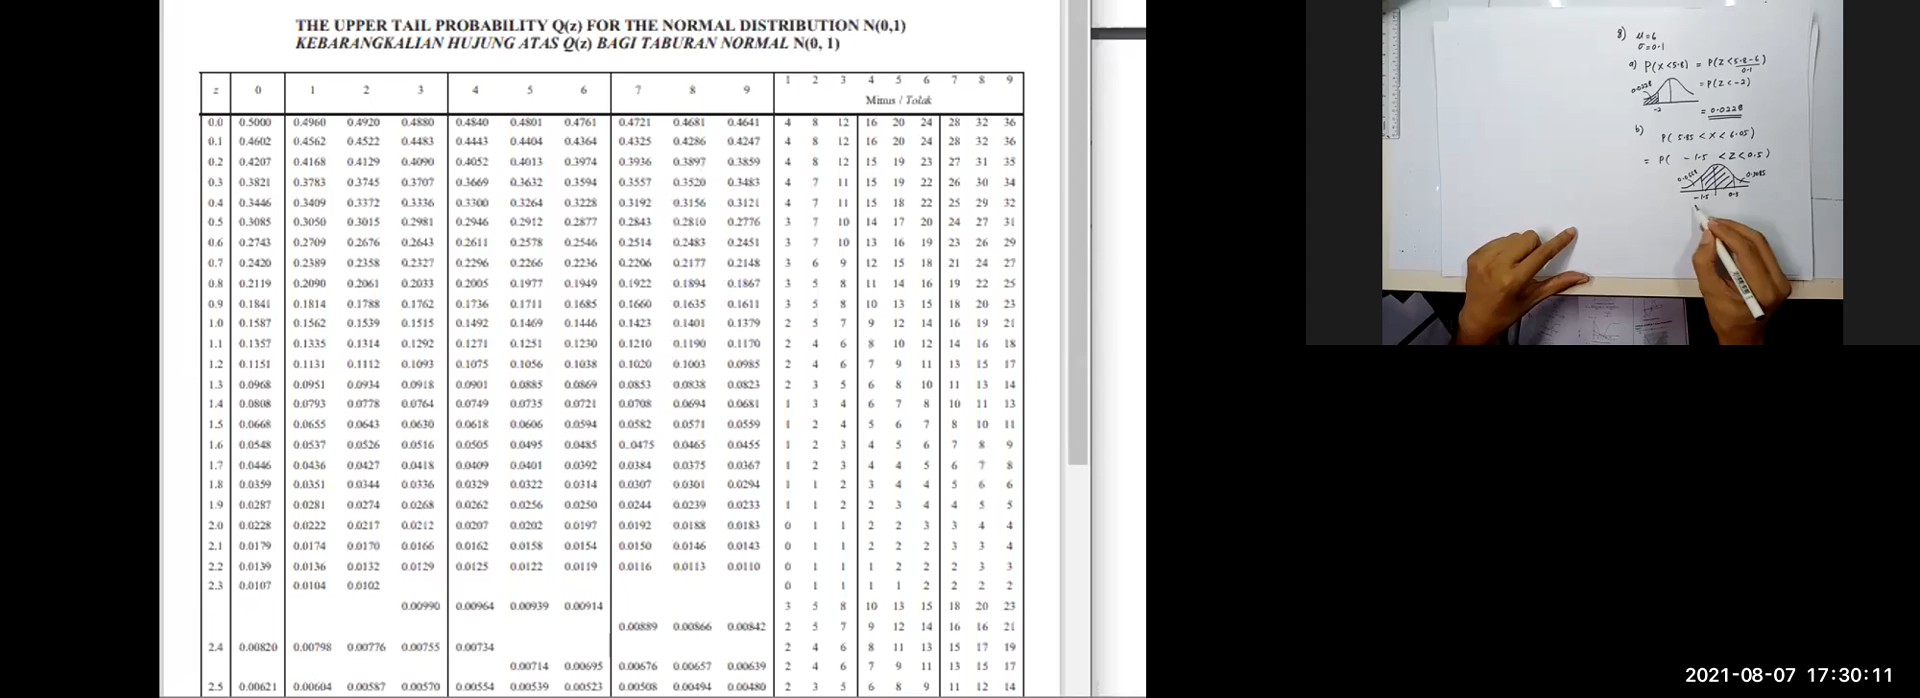 THE UPPER TAIL PROBABILITY Q(z) FOR THE NORMAL DISTRIBUTION N(0,1)
KEBARANGKALIAN HUJUNG ATAS Q(z) BAGI TABURAN NORMAL N(0, 1)
z 0 1 2 3 4 5 6 7 8 9 1 2 3 4 5 6 7 8 9
Minus / Tolak
0.0 0.5000 0.4960 0.4920 0.4880 0.4840 0.4801 0.4761 0.4721 0.4681 0.4641 4 8 12 16 20 24 28 32 36
0.1 0.4602 0.4562 0.4522 0.4483 0.4443 0.4404 0.4364 0.4325 0.4286 0.4247 4 8 12 16 20 24 28 32 36
0.2 0.4207 0.4168 0.4129 0.4090 0.4052 0.4013 0.3974 0.3936 0.3897 0.3859 4 8 12 15 19 23 27 31 35
0.3 0.3821 0.3783 0.3745 0.3707 0.3669 0.3632 0.3594 0.3557 0.3520 0.3483 4 7 11 15 19 22 26 30 34
0.4 0.3446 0.3409 0.3372 0.3336 0.3300 0.3264 0.3228 0.3192 0.3156 0.3121 4 7 11 15 18 22 25 29 32
0.5 0.3085 0.3050 0.3015 0.2981 0.2946 0.2912 0.2877 0.2843 0.2810 0.2776 3 7 10 14 17 20 24 27 31
0.6 0.2743 0.2709 0.2676 0.2643 0.2611 0.2578 0.2546 0.2514 0.2483 0.2451 3 7 10 13 16 19 23 26 29
0.7 0.2420 0.2389 0.2358 0.2327 0.2296 0.2266 0.2236 0.2206 0.2177 0.2148 3 6 9 12 15 18 21 24 27
0.8 0.2119 0.2090 0.2061 0.2033 0.2005 0.1977 0.1949 0.1922 0.1894 0.1867 3 5 8 11 14 16 19 22 25
0.9 0.1841 0.1814 0.1788 0.1762 0.1736 0.1711 0.1685 0.1660 0.1635 0.1611 3 5 8 10 13 15 18 20 23
1.0 0.1587 0.1562 0.1539 0.1515 0.1492 0.1469 0.1446 0.1423 0.1401 0.1379 2 5 7 9 12 14 16 19 21
1.1 0.1357 0.1335 0.1314 0.1292 0.1271 0.1251 0.1230 0.1210 0.1190 0.1170 2 4 6 8 10 12 14 16 18
1.2 0.1151 0.1131 0.1112 0.1093 0.1075 0.1056 0.1038 0.1020 0.1003 0.0985 2 4 6 7 9 11 13 15 17
1.3 0.0968 0.0951 0.0934 0.0918 0.0901 0.0885 0.0869 0.0853 0.0838 0.0823 2 3 5 6 8 10 11 13 14
1.4 0.0808 0.0793 0.0778 0.0764 0.0749 0.0735 0.0721 0.0708 0.0694 0.0681 1 3 4 6 7 8 10 11 13
1.5 0.0668 0.0655 0.0643 0.0630 0.0618 0.0606 0.0594 0.0582 0.0571 0.0559 1 2 4 5 6 7 8 10 11
1.6 0.0548 0.0537 0.0526 0.0516 0.0505 0.0495 0.0485 0..0475 0.0465 0.0455 1 2 3 4 5 6 7 8 9
1.7 0.0446 0.0436 0.0427 0.0418 0.0409 0.0401 0.0392 0.0384 0.0375 0.0367 1 2 3 4 4 5 6 7 8
1.8 0.0359 0.0351 0.0344 0.0336 0.0329 0.0322 0.0314 0.0307 0.0301 0.0294 1 1 2 3 4 4 5 6 6
1.9 0.0287 0.0281 0.0274 0.0268 0.0262 0.0256 0.0250 0.0244 0.0239 0.0233 1 1 2 2 3 4 4 5 5
2.0 0.0228 0.0222 0.0217 0.0212 0.0207 0.0202 0.0197 0.0192 0.0188 0.0183 0 1 1 2 2 3 3 4 4
2.1 0.0179 0.0174 0.0170 0.0166 0.0162 0.0158 0.0154 0.0150 0.0146 0.0143 0 1 1 2 2 2 3 3 4
2.2 0.0139 0.0136 0.0132 0.0129 0.0125 0.0122 0.0119 0.0116 0.0113 0.0110 0 1 1 1 2 2 2 3 3
2.3 0.0107 0.0104 0.0102 0 1 1 1 1 2 2 2 2
0.00990 0.00964 0.00939 0.00914 3 5 8 10 13 15 18 20 23
0.00889 0.00866 0.00842 2 5 7 9 12 14 16 16 21
2.4 0.00820 0.00798 0.00776 0.00755 0.00734 2 4 6 8 11 13 15 17 19
0.00714 0.00695 0.00676 0.00657 0.00639 2 4 6 7 9 11 13 15 17
2.5 0.00621 0.00604 0.00587 0.00570 0.00554 0.00539 0.00523 0.00508 0.00494 0.00480 2 3 5 6 8 9 11 12 14
8) μ=6
σ=0.1
a) P(X<5.8) = P(Z<5.8-6/0.1)
0.0228 = P(Z<-2)
-2
= 0.0228
b) P(5.85<X<6.05)
= P(-1.5<Z<0.5)
0.0668 0.3085
-1.5 0.5
2021-08-07 17:30:11